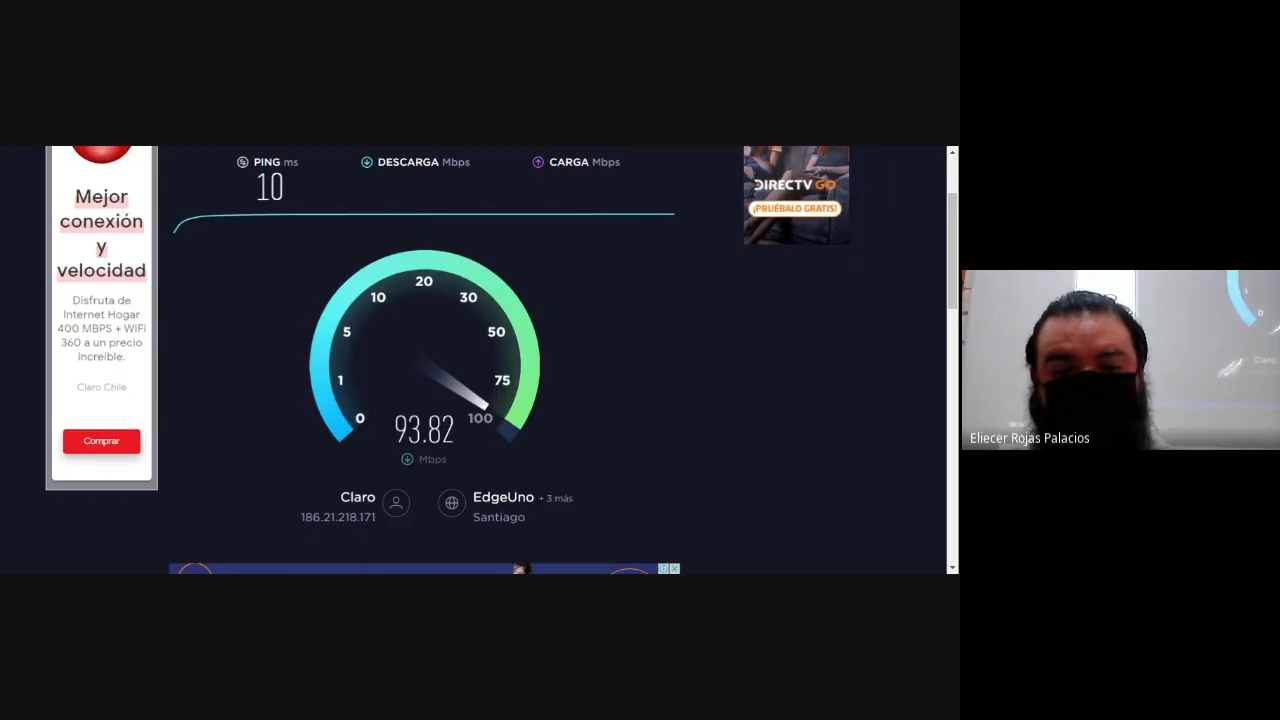 Mejor
conexión
y
velocidad
Disfruta de
Internet Hogar
400 MBPS + WiFi
360 a un precio
increíble.
Claro Chile
Comprar
PING ms
10
DESCARGA Mbps
CARGA Mbps
0
1
5
10
20
30
50
75
100
93.82
Mbps
Claro
186.21.218.171
EdgeUno + 3 más
Santiago
DIRECTV GO
¡PRUÉBALO GRATIS!
Eliecer Rojas Palacios